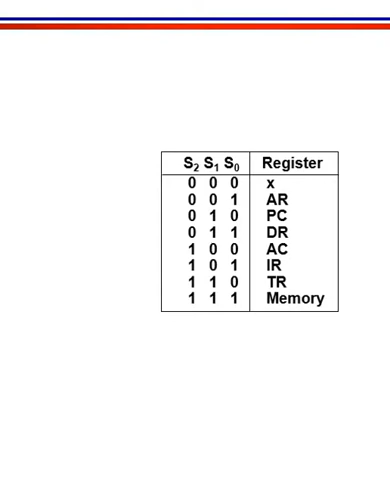 S₂ S₁ S₀ Register
0 0 0 x
0 0 1 AR
0 1 0 PC
0 1 1 DR
1 0 0 AC
1 0 1 IR
1 1 0 TR
1 1 1 Memory